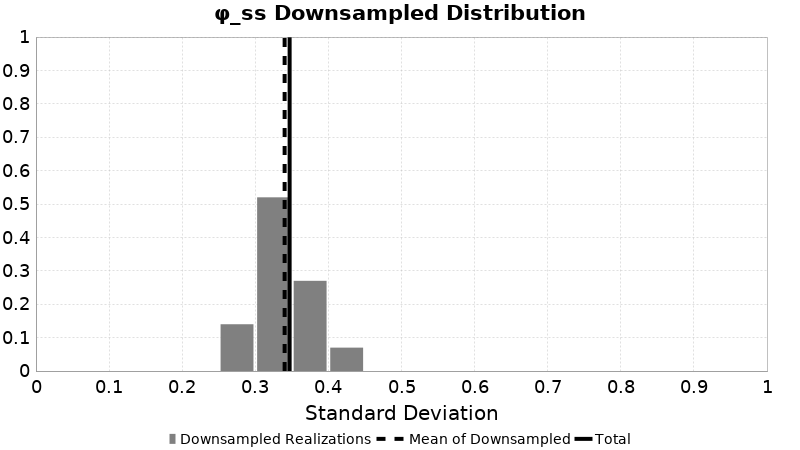 φ_ss Downsampled Distribution
1
0.9
0.8
0.7
0.6
0.5
0.4
0.3
0.2
0.1
0
0 0.1 0.2 0.3 0.4 0.5 0.6 0.7 0.8 0.9 1
Standard Deviation
Downsampled Realizations Mean of Downsampled Total